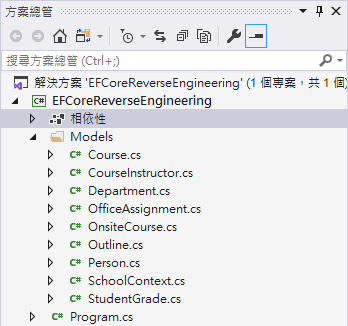 方案總管
搜尋方案總管 (Ctrl+;)
解決方案 'EFCoreReverseEngineering' (1 個專案，共 1 個)
C# EFCoreReverseEngineering
相依性
Models
C# Course.cs
C# CourseInstructor.cs
C# Department.cs
C# OfficeAssignment.cs
C# OnsiteCourse.cs
C# Outline.cs
C# Person.cs
C# SchoolContext.cs
C# StudentGrade.cs
C# Program.cs